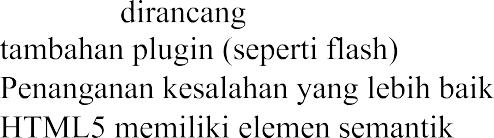 dirancang
tambahan plugin (seperti flash)
Penanganan kesalahan yang lebih baik
HTML5 memiliki elemen semantik